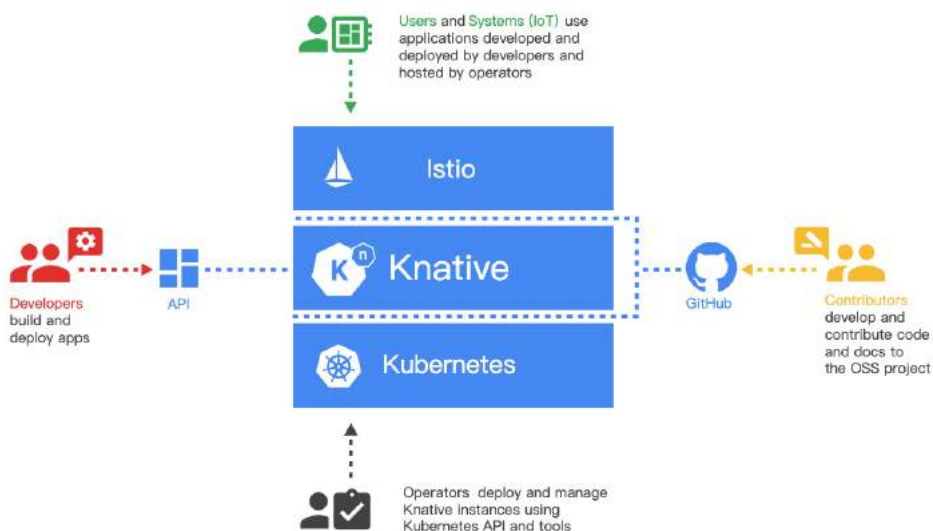 Users and Systems (IoT) use
applications developed and
deployed by developers and
hosted by operators
Istio
K
n
Knative
Developers
build and
deploy apps
API
GitHub
Contributors
develop and
contribute code
and docs to
the OSS project
Kubernetes
Operators deploy and manage
Knative instances using
Kubernetes API and tools